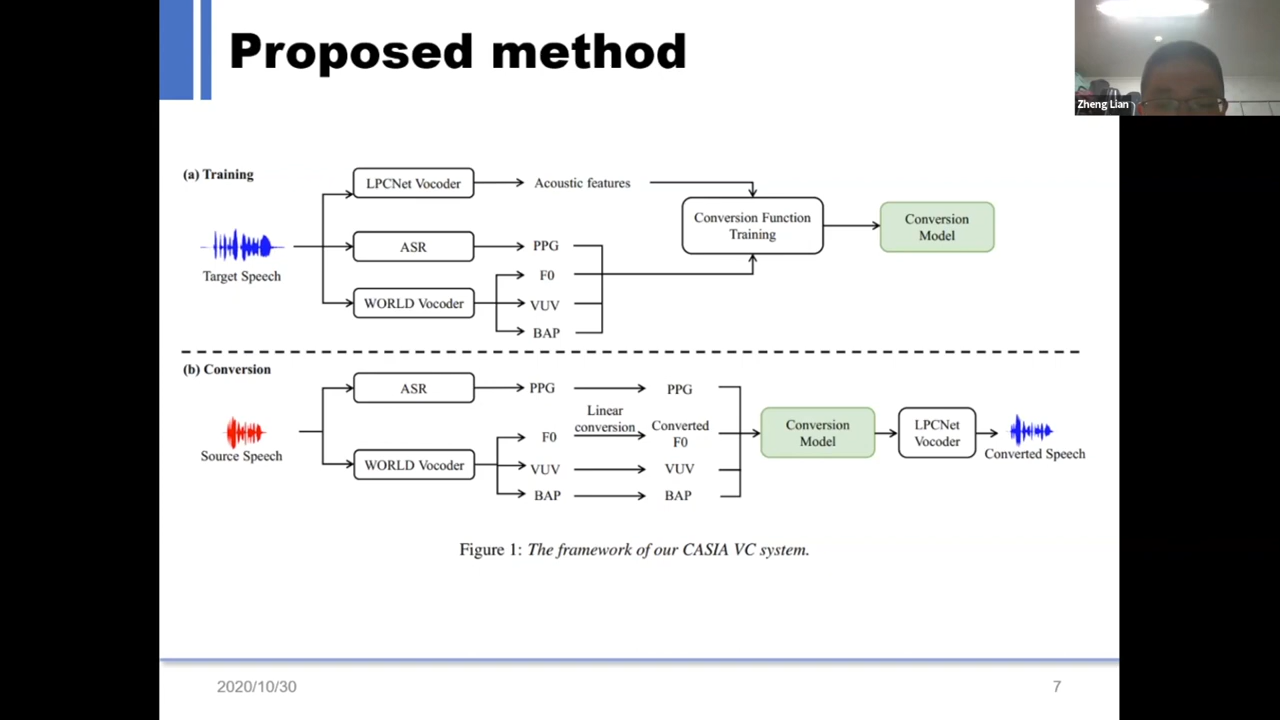 Proposed method
Zheng Lian
(a) Training
LPCNet Vocoder
Acoustic features
Conversion Function
Training
Conversion
Model
Target Speech
ASR
PPG
F0
WORLD Vocoder
VUV
BAP
(b) Conversion
ASR
PPG
PPG
Source Speech
Linear
conversion
F0
Converted
F0
Conversion
Model
LPCNet
Vocoder
Converted Speech
WORLD Vocoder
VUV
VUV
BAP
BAP
Figure 1: The framework of our CASIA VC system.
2020/10/30
7